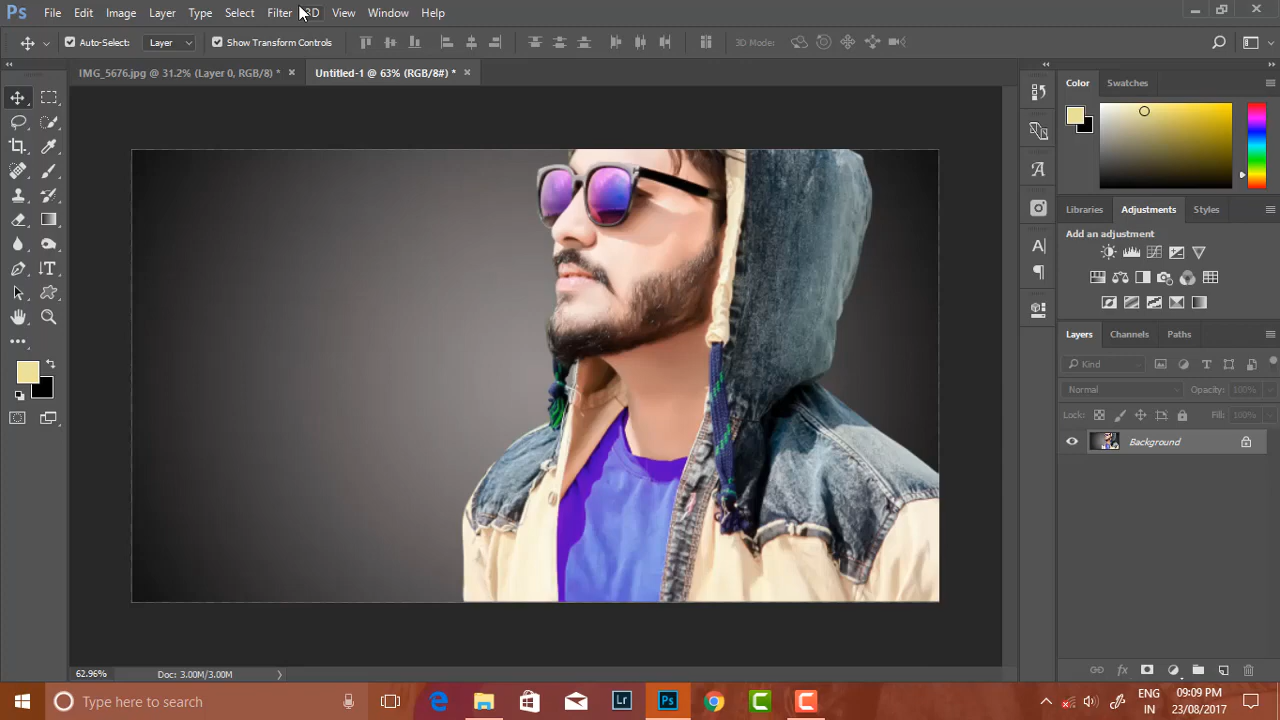 Ps File Edit Image Layer Type Select Filter 3D View Window Help
Auto-Select: Layer Show Transform Controls 3D Mode:
IMG_5676.jpg @ 31.2% (Layer 0, RGB/8) * × Untitled-1 @ 63% (RGB/8#) * ×
Color Swatches
Libraries Adjustments Styles
Add an adjustment
Layers Channels Paths
Kind
Normal Opacity: 100%
Lock: Fill: 100%
Background
62.96% Doc: 3.00M/3.00M
Type here to search Lr Ps ENG IN 09:09 PM 23/08/2017